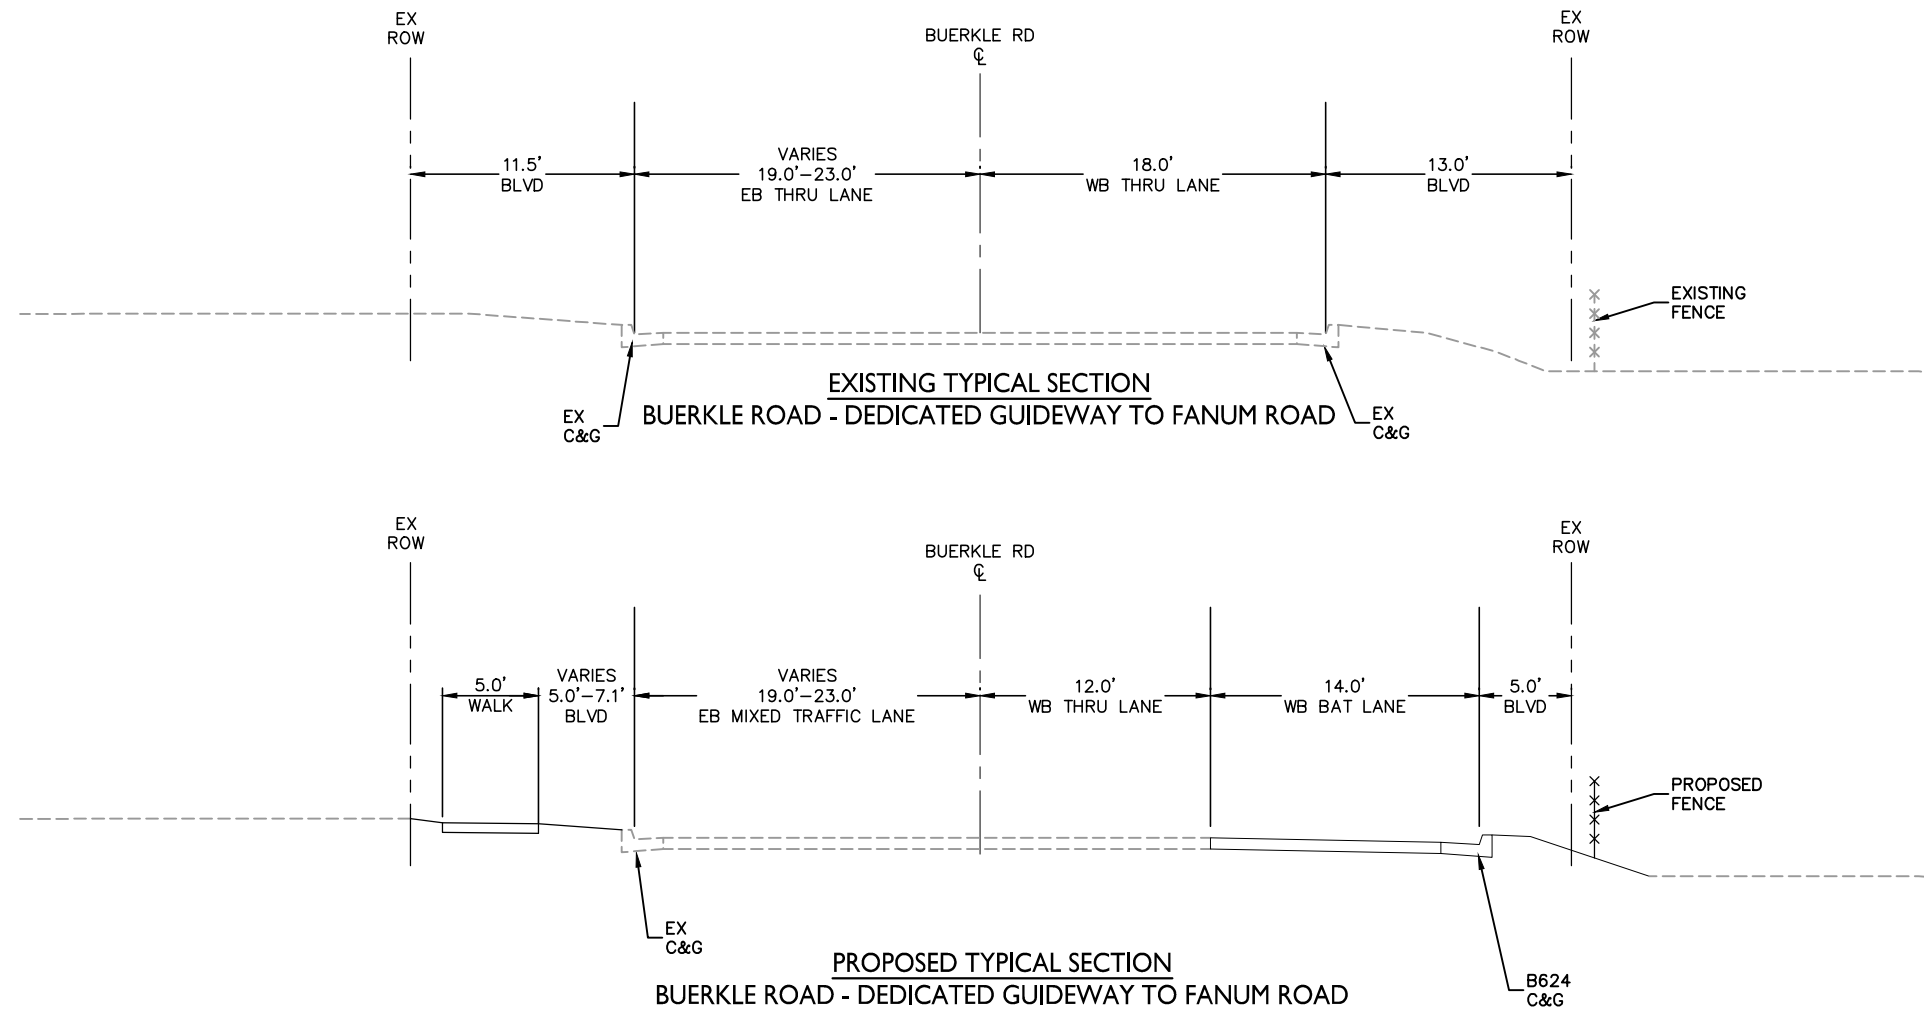 EX
ROW
BUERKLE RD
℄
EX
ROW
11.5'
BLVD
VARIES
19.0'-23.0'
EB THRU LANE
18.0'
WB THRU LANE
13.0'
BLVD
EXISTING
FENCE
EXISTING TYPICAL SECTION
BUERKLE ROAD - DEDICATED GUIDEWAY TO FANUM ROAD
EX
C&G
EX
C&G
EX
ROW
BUERKLE RD
℄
EX
ROW
5.0'
WALK
VARIES
5.0'-7.1'
BLVD
VARIES
19.0'-23.0'
EB MIXED TRAFFIC LANE
12.0'
WB THRU LANE
14.0'
WB BAT LANE
5.0'
BLVD
PROPOSED
FENCE
EX
C&G
PROPOSED TYPICAL SECTION
BUERKLE ROAD - DEDICATED GUIDEWAY TO FANUM ROAD
B624
C&G